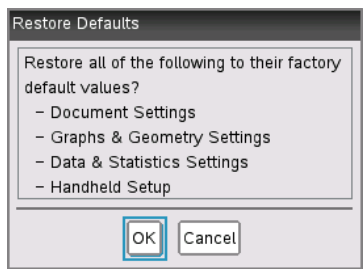 Restore Defaults
Restore all of the following to their factory
default values?
– Document Settings
– Graphs & Geometry Settings
– Data & Statistics Settings
– Handheld Setup
OK Cancel